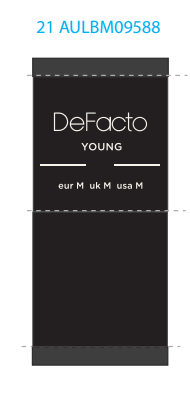 21 AULBM09588
DeFacto
YOUNG
eur M uk M usa M